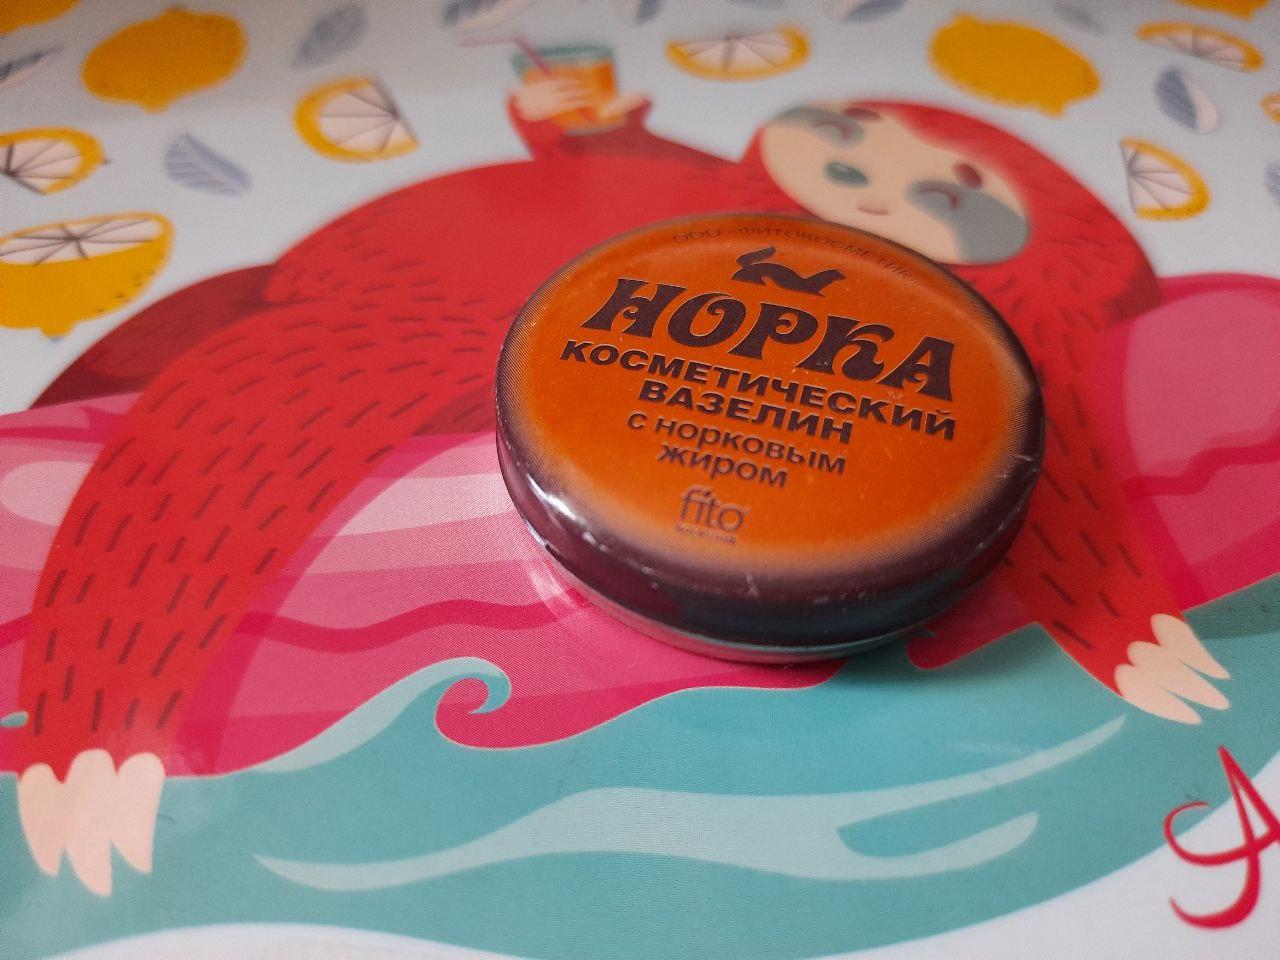 ООО «ФИТОКОСМЕТИК»
НОРКА
КОСМЕТИЧЕСКИЙ
ВАЗЕЛИН
С НОРКОВЫМ
ЖИРОМ
fito
A